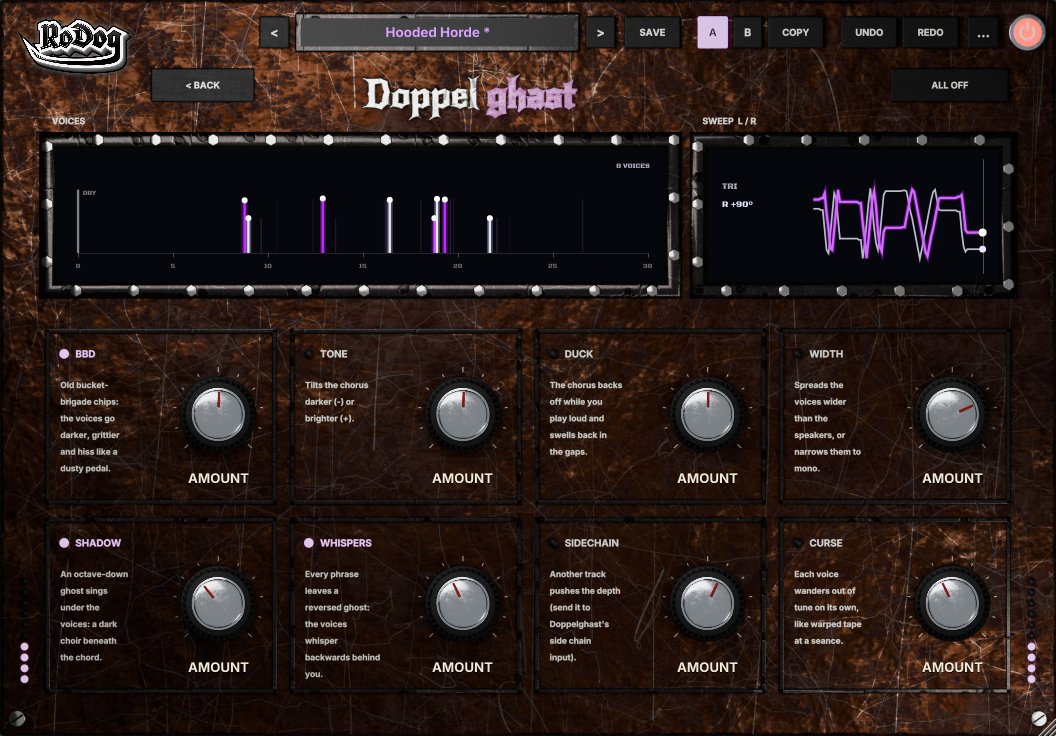 RoDog
<
Hooded Horde *
>
SAVE
A
B
COPY
UNDO
REDO
...
< BACK
Doppelghast
ALL OFF
VOICES
SWEEP L / R
8 VOICES
DRY
0 5 10 15 20 25 30
TRI
R +90°
BBD
Old bucket-
brigade chips:
the voices go
darker, grittier
and hiss like a
dusty pedal.
AMOUNT
TONE
Tilts the chorus
darker (-) or
brighter (+).
AMOUNT
DUCK
The chorus backs
off while you
play loud and
swells back in
the gaps.
AMOUNT
WIDTH
Spreads the
voices wider
than the
speakers, or
narrows them to
mono.
AMOUNT
SHADOW
An octave-down
ghost sings
under the
voices: a dark
choir beneath
the chord.
AMOUNT
WHISPERS
Every phrase
leaves a
reversed ghost:
the voices
whisper
backwards behind
you.
AMOUNT
SIDECHAIN
Another track
pushes the depth
(send it to
Doppelghast's
side chain
input).
AMOUNT
CURSE
Each voice
wanders out of
tune on its own,
like warped tape
at a seance.
AMOUNT